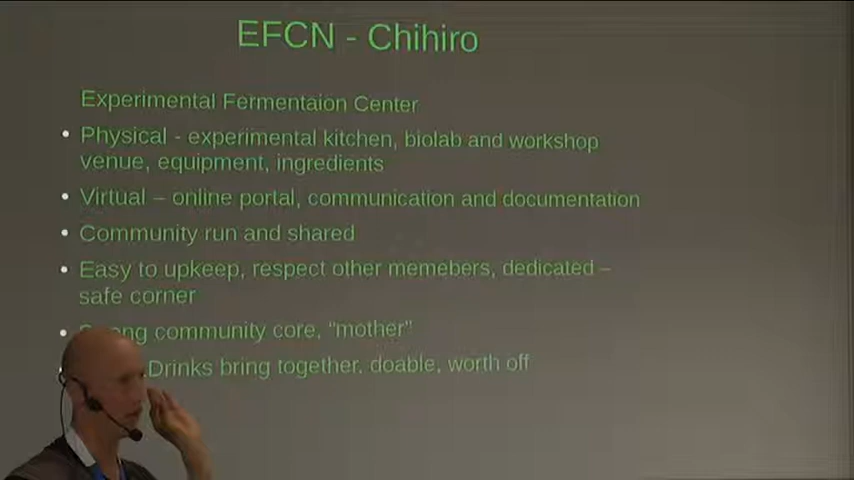 EFCN - Chihiro
Experimental Fermentaion Center
Physical - experimental kitchen, biolab and workshop
venue, equipment, ingredients
Virtual – online portal, communication and documentation
Community run and shared
Easy to upkeep, respect other memebers, dedicated –
safe corner
community core, "mother"
Drinks bring together, doable, worth off